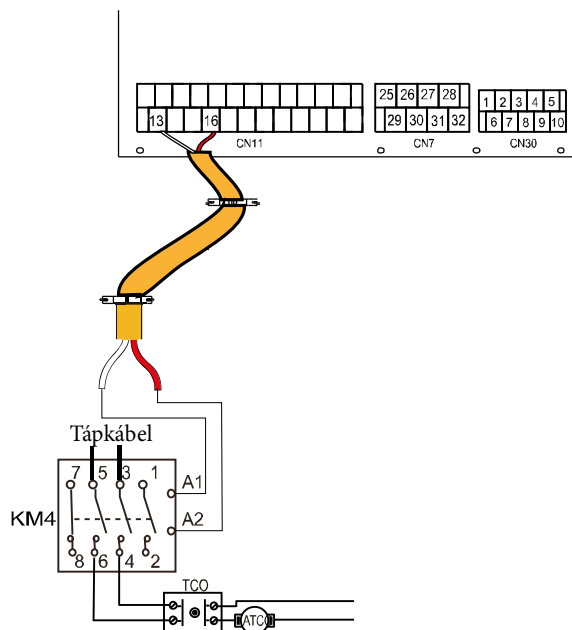 25 26 27 28
1 2 3 4 5
13 16
29 30 31 32
6 7 8 9 10
CN11 CN7 CN30
Tápkábel
7 5 3 1
A1
KM4
A2
8 6 4 2
TCO
ATCO